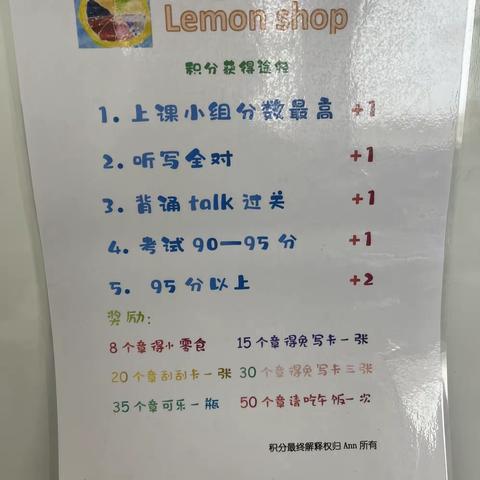 Lemon shop
积分获得途径
1. 上课小组分数最高 +1
2. 听写全对 +1
3. 背诵 talk 过关 +1
4. 考试 90—95 分 +1
5. 95 分以上 +2
奖励:
8 个章得小零食 15 个章得免写卡一张
20 个章刮刮卡一张 30 个章得免写卡三张
35 个章可乐一瓶 50 个章请吃午饭一次
积分最终解释权归 Ann 所有